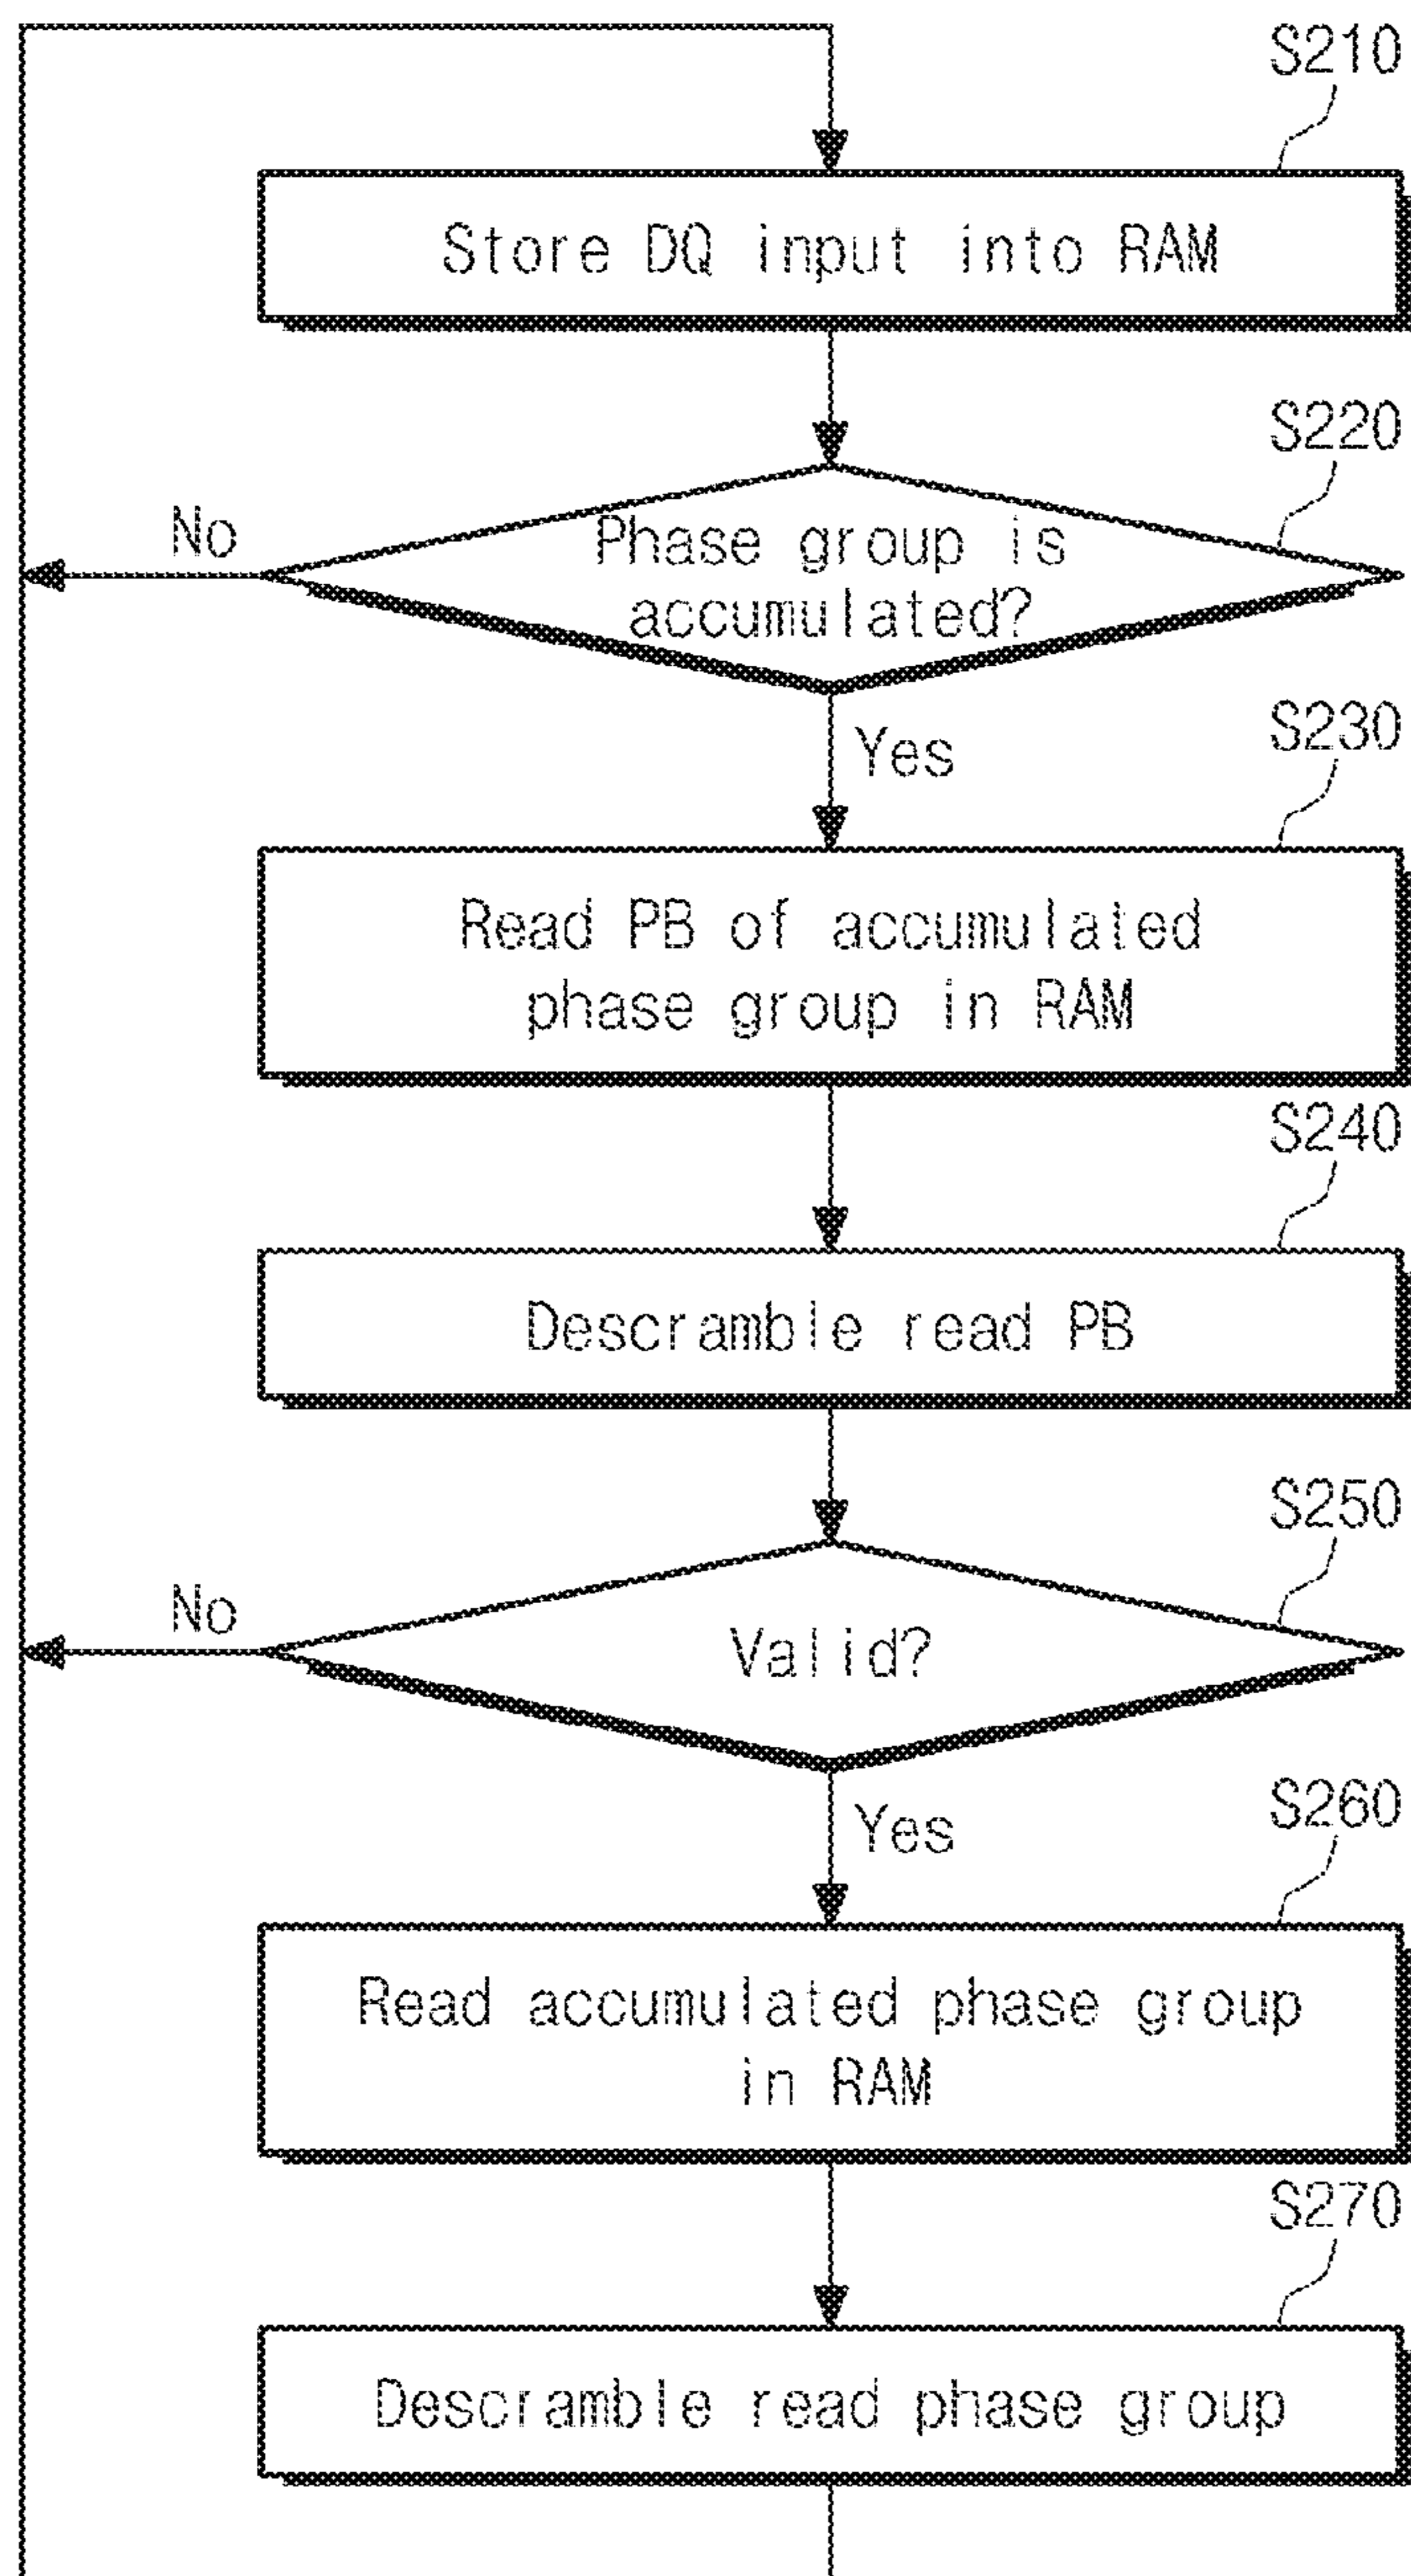 S210
Store DQ input into RAM
S220
No
Phase group is
accumulated?
S230
Yes
Read PB of accumulated
phase group in RAM
S240
Descramble read PB
S250
No
Valid?
S260
Yes
Read accumulated phase group
in RAM
S270
Descramble read phase group